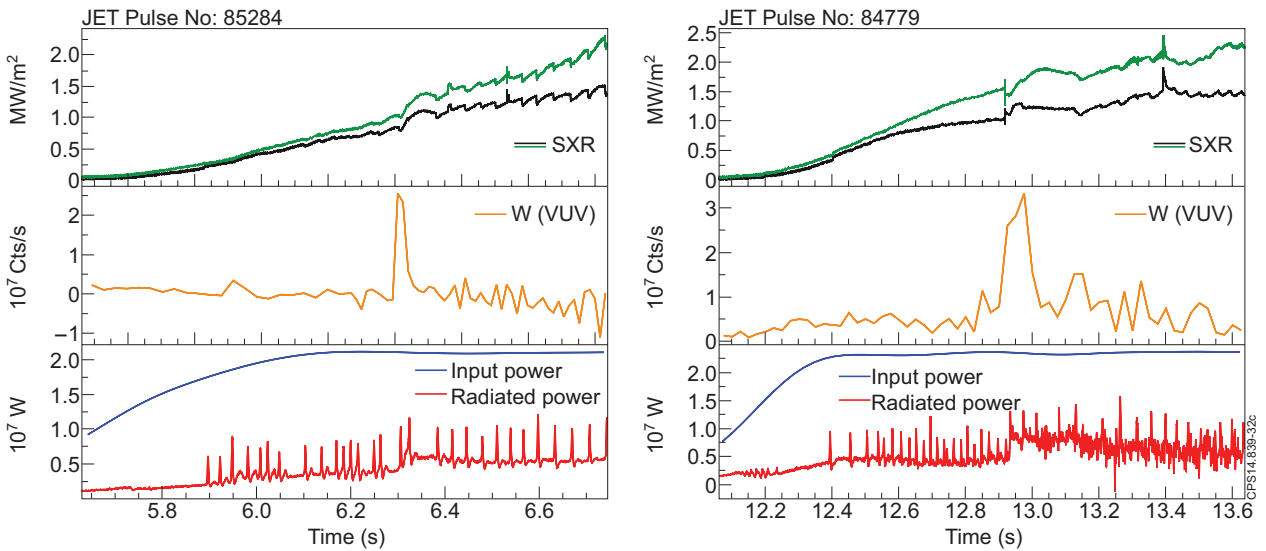 JET Pulse No: 85284
MW/m²
2.0
1.5
1.0
0.5
0
SXR
10⁷ Cts/s
2
1
0
−1
W (VUV)
10⁷ W
2.0
1.5
1.0
0.5
Input power
Radiated power
5.8 6.0 6.2 6.4 6.6
Time (s)
JET Pulse No: 84779
MW/m²
2.5
2.0
1.5
1.0
0.5
0
SXR
10⁷ Cts/s
3
2
1
0
W (VUV)
10⁷ W
2.0
1.5
1.0
0.5
0
Input power
Radiated power
12.2 12.4 12.6 12.8 13.0 13.2 13.4 13.6
Time (s)
CPS14.839-32c